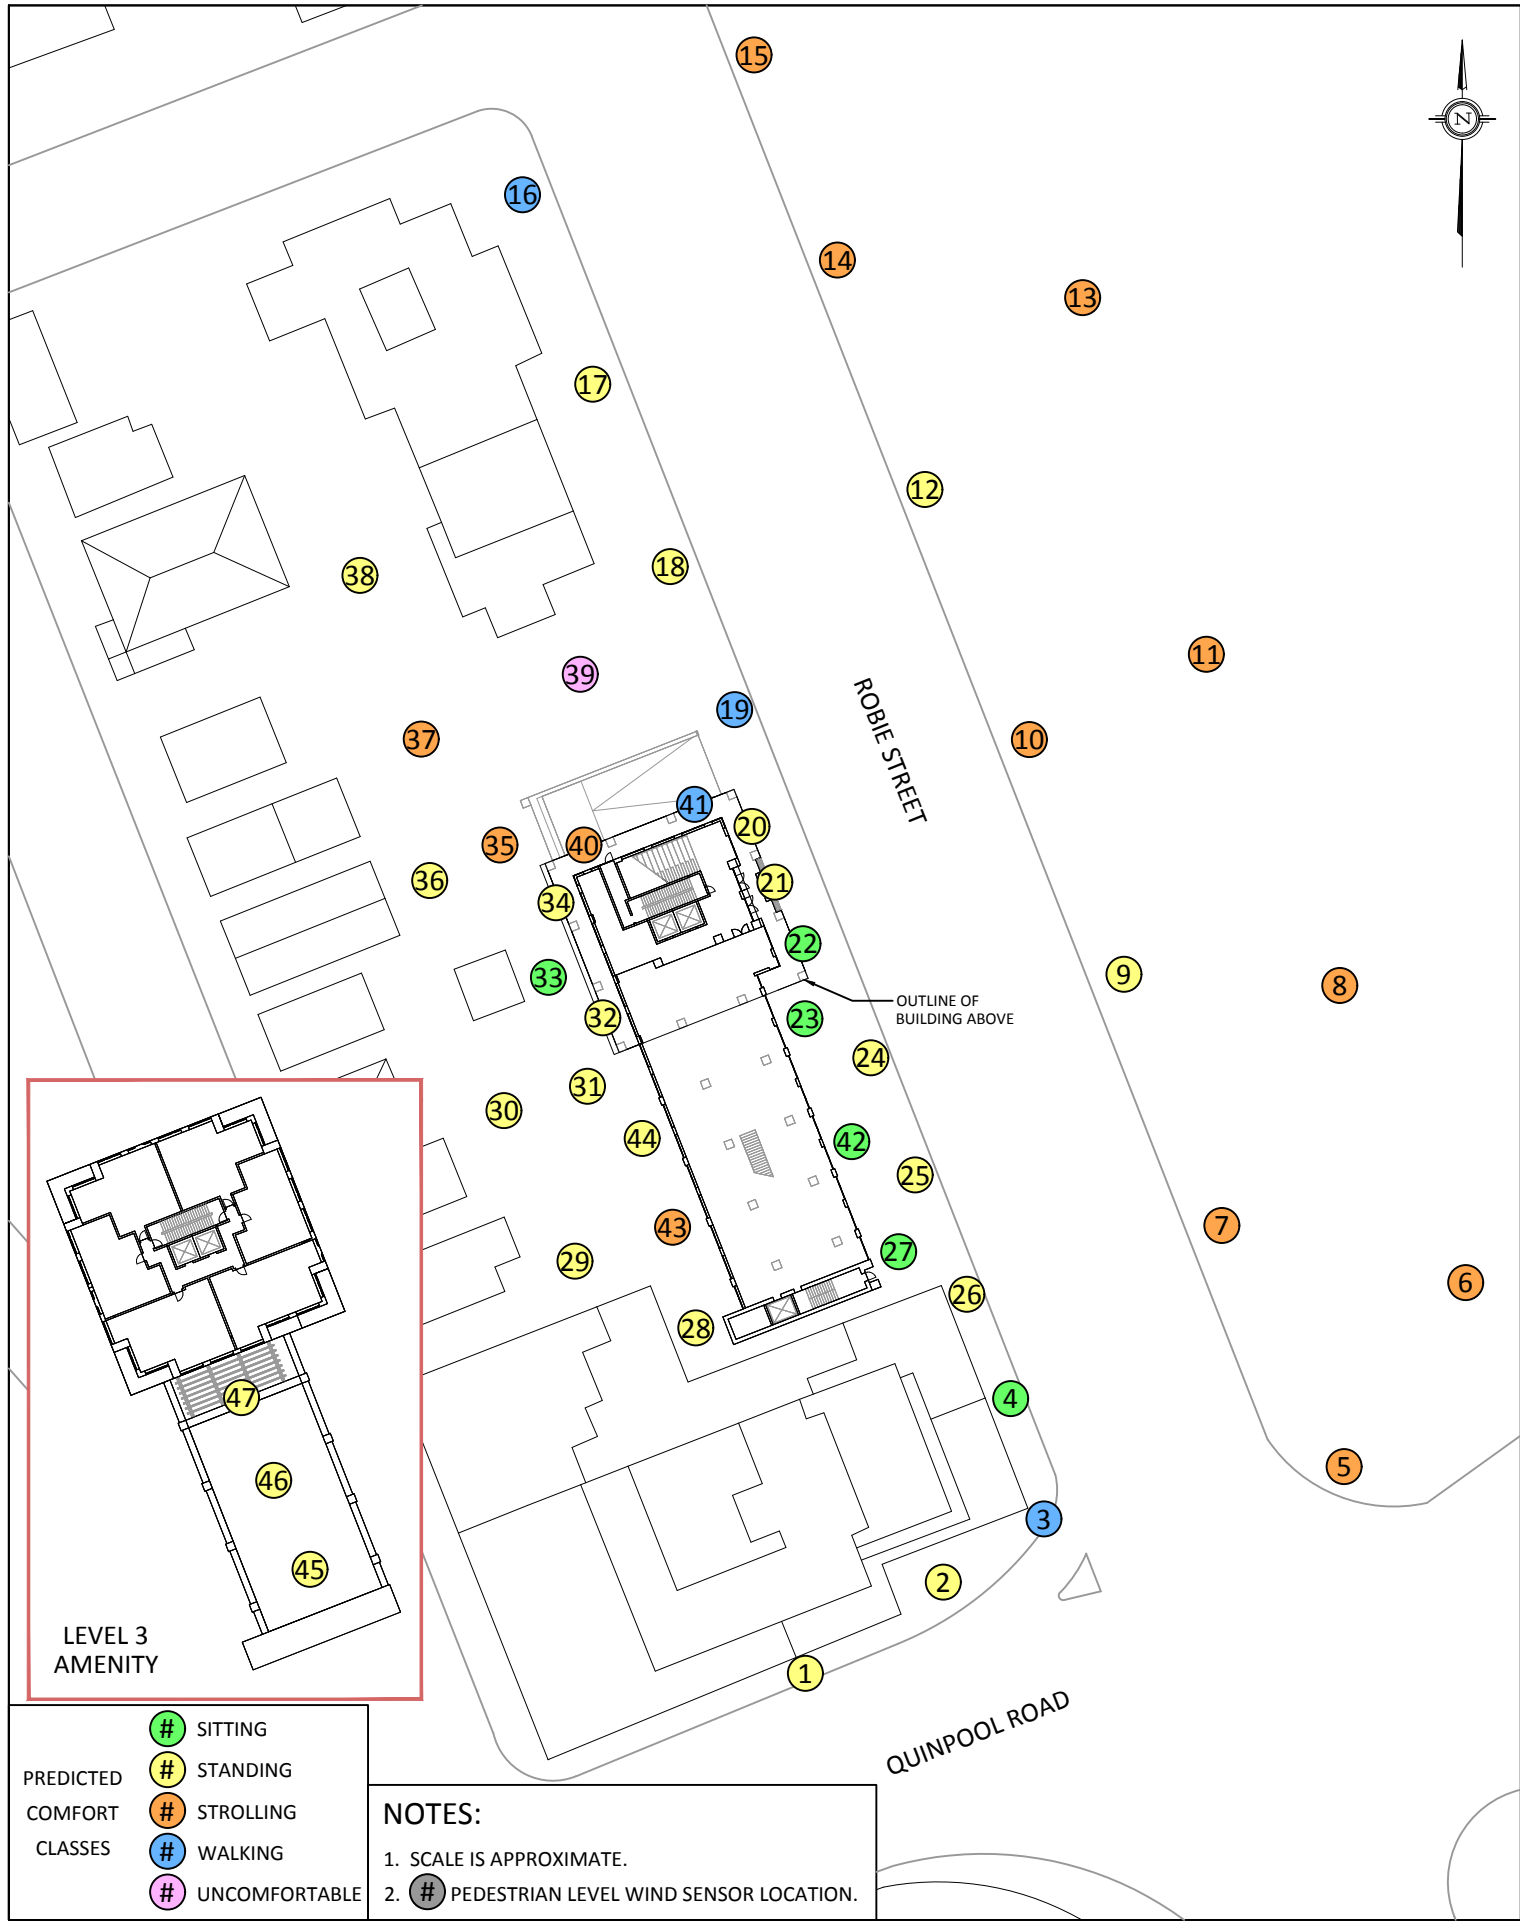 15
N
16
14
13
17
12
18
38
11
39
19
ROBIE STREET
37
10
41
20
35
40
36
21
34
22
33
9
8
OUTLINE OF
BUILDING ABOVE
32
23
24
31
30
44
42
25
43
7
27
29
6
26
28
47
4
5
46
3
45
2
LEVEL 3
AMENITY
1
QUINPOOL ROAD
PREDICTED
COMFORT
CLASSES
# SITTING
# STANDING
# STROLLING
# WALKING
# UNCOMFORTABLE
NOTES:
1. SCALE IS APPROXIMATE.
2. # PEDESTRIAN LEVEL WIND SENSOR LOCATION.